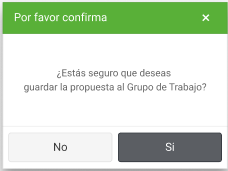 Por favor confirma ×
¿Estás seguro que deseas
guardar la propuesta al Grupo de Trabajo?
No
Si